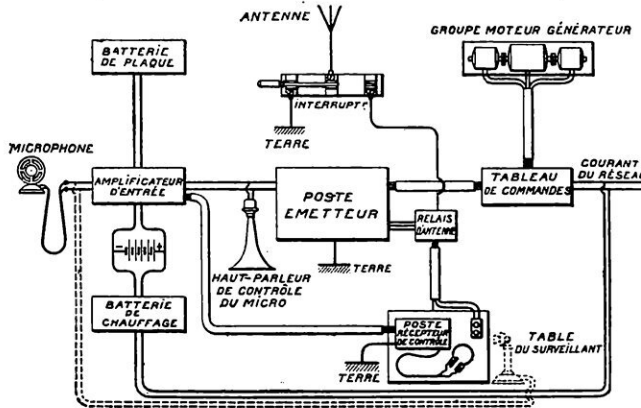 ANTENNE
GROUPE MOTEUR GÉNÉRATEUR
BATTERIE
DE PLAQUE
INTERRUPT?
TERRE
MICROPHONE
AMPLIFICATEUR
D'ENTRÉE
POSTE
EMETTEUR
TABLEAU
DE COMMANDES
COURANT
DU RÉSEAU
RELAIS
D'ANTENNE
TERRE
HAUT-PARLEUR
DE CONTRÔLE
DU MICRO
- +
BATTERIE
DE
CHAUFFAGE
POSTE
RÉCEPTEUR
DE CONTRÔLE
TERRE
TABLE
DU SURVEILLANT